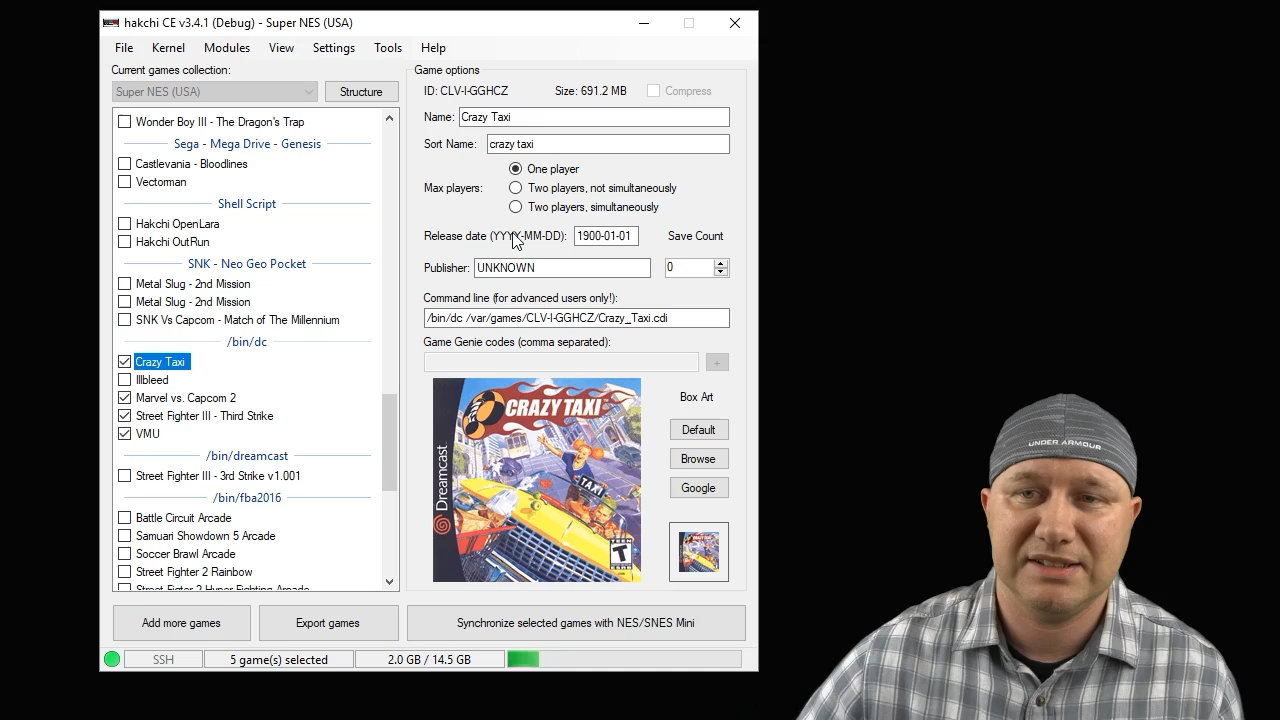 hakchi CE v3.4.1 (Debug) - Super NES (USA)
File Kernel Modules View Settings Tools Help
Current games collection:
Super NES (USA)
Structure
Wonder Boy III - The Dragon's Trap
Sega - Mega Drive - Genesis
Castlevania - Bloodlines
Vectorman
Shell Script
Hakchi OpenLara
Hakchi OutRun
SNK - Neo Geo Pocket
Metal Slug - 2nd Mission
Metal Slug - 2nd Mission
SNK Vs Capcom - Match of The Millennium
/bin/dc
Crazy Taxi
Illbleed
Marvel vs. Capcom 2
Street Fighter III - Third Strike
VMU
/bin/dreamcast
Street Fighter III - 3rd Strike v1.001
/bin/fba2016
Battle Circuit Arcade
Samuari Showdown 5 Arcade
Soccer Brawl Arcade
Street Fighter 2 Rainbow
Street Figter 2 Hyper Fighting Arcade
Game options
ID: CLV-I-GGHCZ Size: 691.2 MB Compress
Name: Crazy Taxi
Sort Name: crazy taxi
Max players:
One player
Two players, not simultaneously
Two players, simultaneously
Release date (YYYY-MM-DD): 1900-01-01 Save Count
Publisher: UNKNOWN 0
Command line (for advanced users only!):
/bin/dc /var/games/CLV-I-GGHCZ/Crazy_Taxi.cdi
Game Genie codes (comma separated):
+
CRAZY TAXI
Dreamcast.
TAXI
TEEN
T
Box Art
Default
Browse
Google
Add more games
Export games
Synchronize selected games with NES/SNES Mini
SSH 5 game(s) selected 2.0 GB / 14.5 GB
UNDER ARMOUR